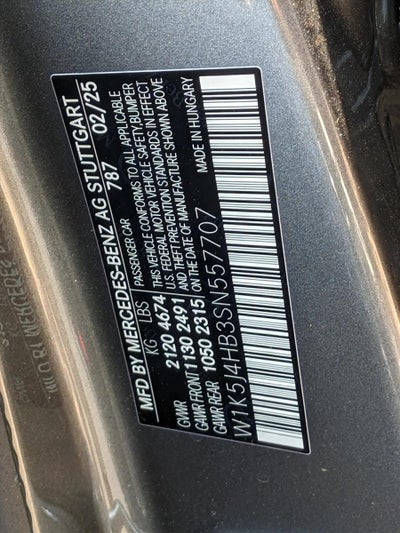 MFD BY MERCEDES-BENZ AG STUTTGART
787 02/25
PASSENGER CAR
THIS VEHICLE CONFORMS TO ALL APPLICABLE
U.S. FEDERAL MOTOR VEHICLE SAFETY, BUMPER
AND THEFT PREVENTION STANDARDS IN EFFECT
ON THE DATE OF MANUFACTURE SHOWN ABOVE
KG LBS
GVWR 2120 4674
GAWR FRONT 1130 2491
GAWR REAR 1050 2315
MADE IN HUNGARY
W1K5J4HB3SN557707